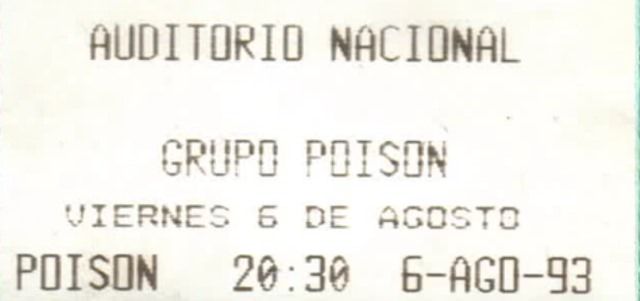 AUDITORIO NACIONAL
GRUPO POISON
VIERNES 6 DE AGOSTO
POISON 20:30 6-AGO-93